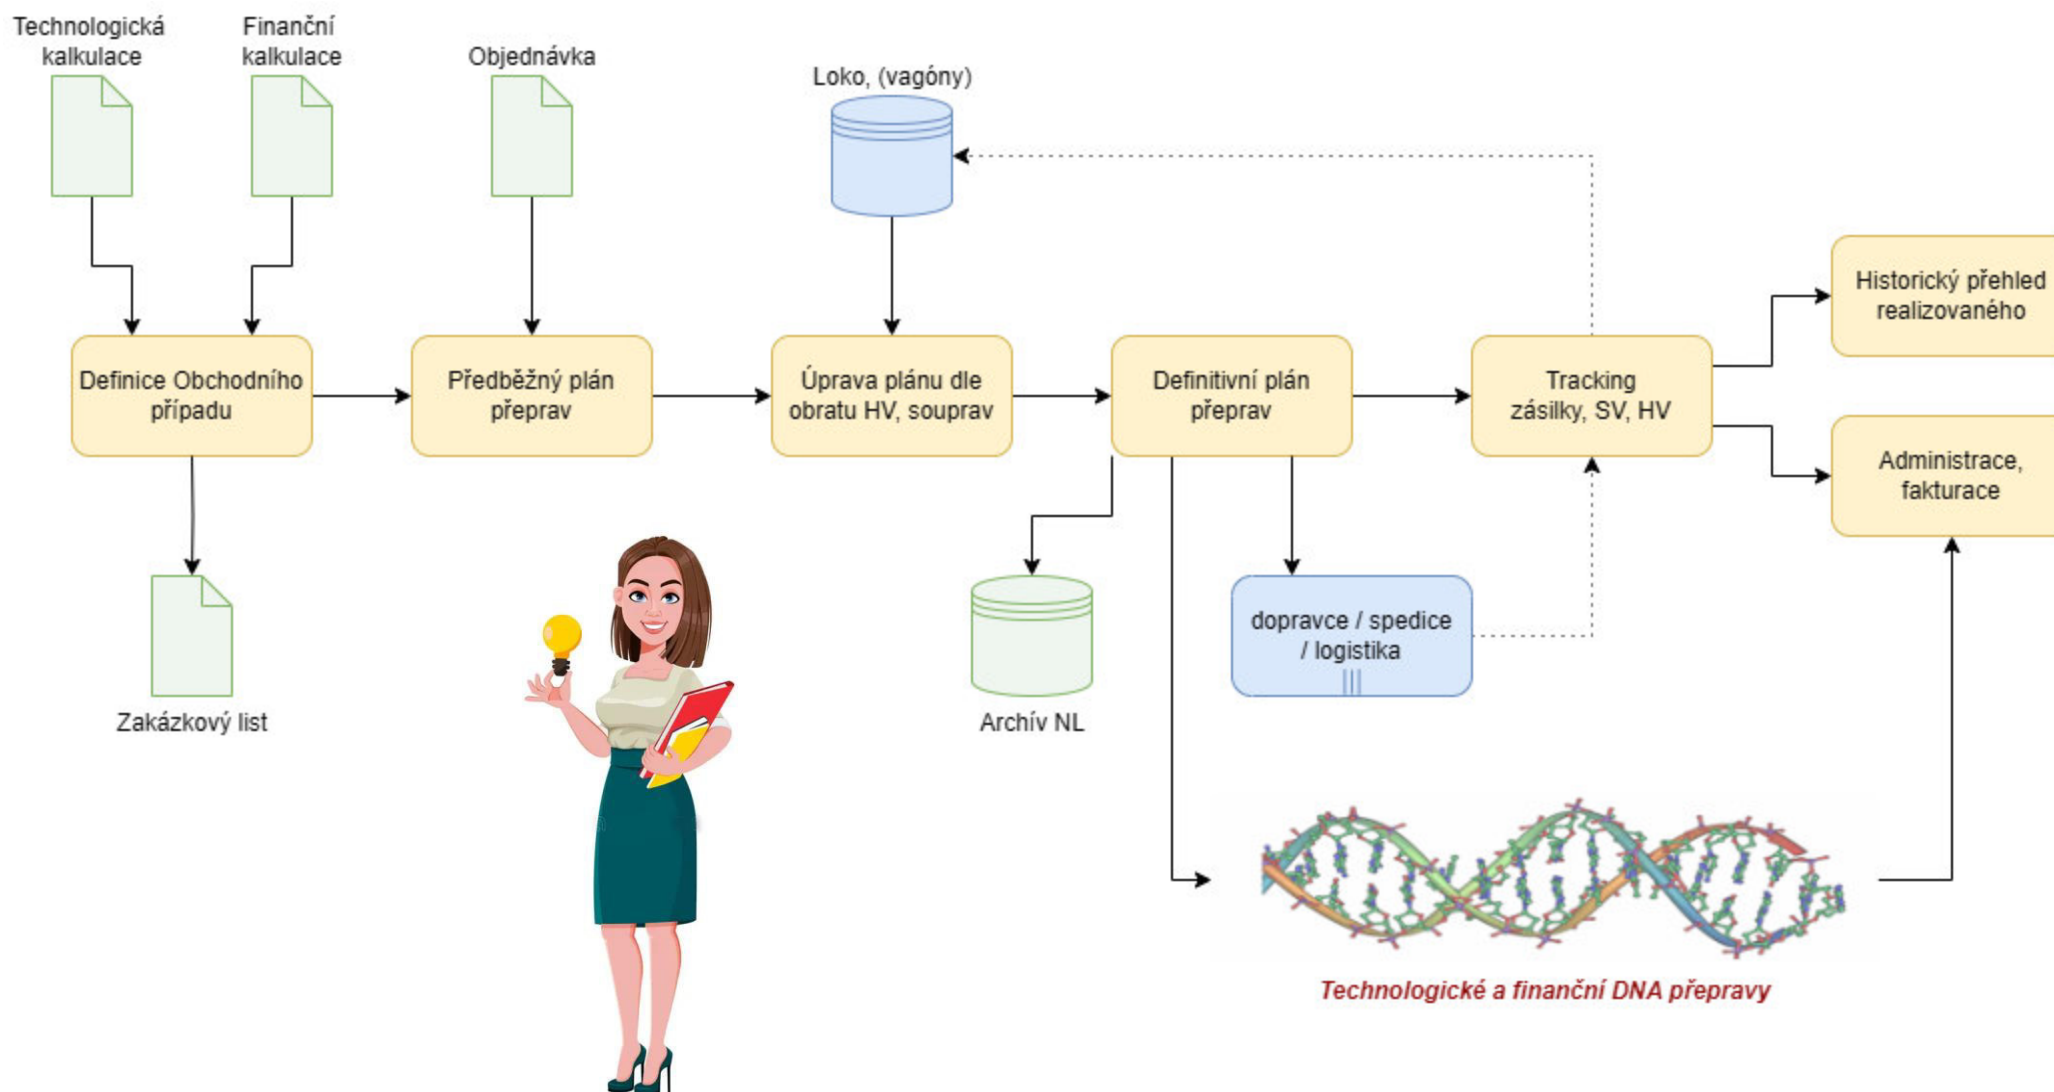 Technologická
kalkulace
Finanční
kalkulace
Objednávka
Loko, (vagóny)
Historický přehled
realizovaného
Definice Obchodního
případu
Předběžný plán
přeprav
Úprava plánu dle
obratu HV, souprav
Definitivní plán
přeprav
Tracking
zásilky, SV, HV
Administrace,
fakturace
dopravce / spedice
/ logistika
Zakázkový list
Archív NL
Technologické a finanční DNA přepravy